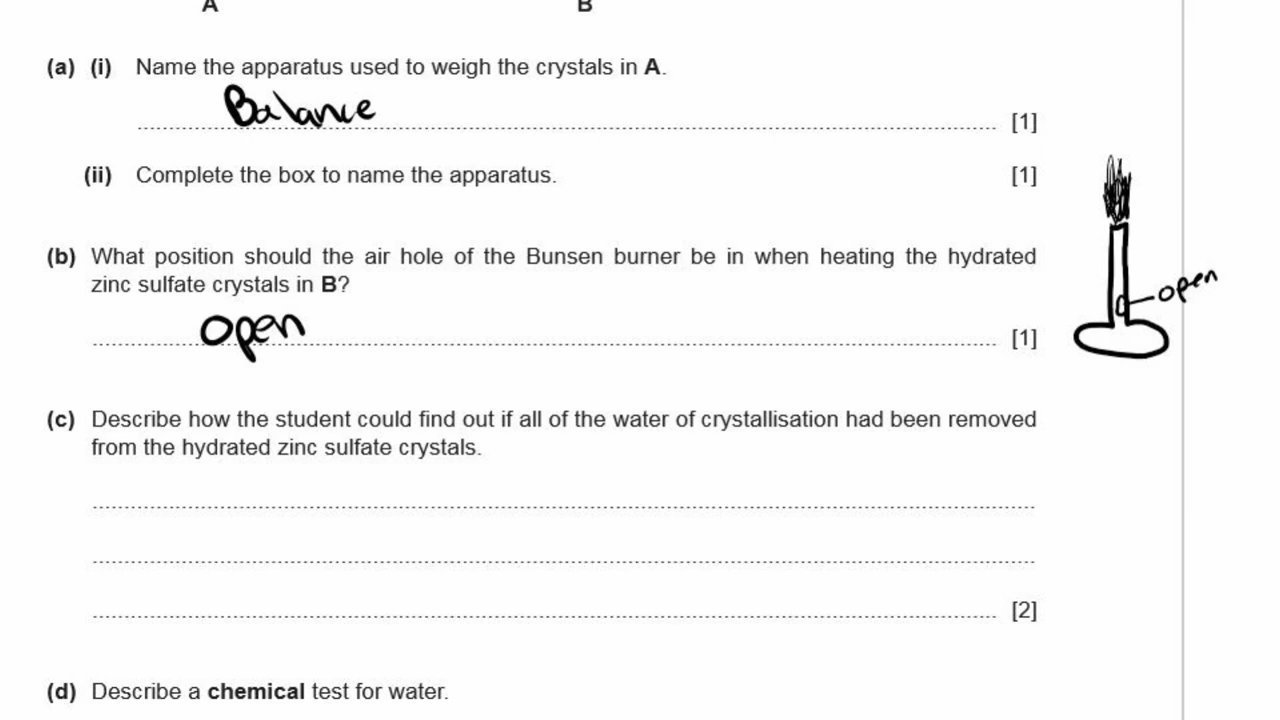 A B
(a) (i) Name the apparatus used to weigh the crystals in A.
Balance
[1]
(ii) Complete the box to name the apparatus. [1]
(b) What position should the air hole of the Bunsen burner be in when heating the hydrated
zinc sulfate crystals in B?
open
open
[1]
(c) Describe how the student could find out if all of the water of crystallisation had been removed
from the hydrated zinc sulfate crystals.
[2]
(d) Describe a chemical test for water.